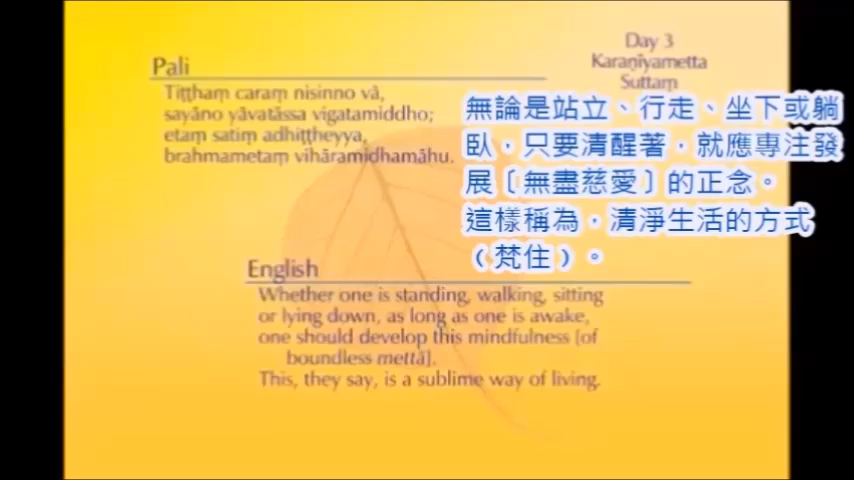 Pali
Day 3
Karaṇīyametta
Suttaṃ
Tiṭṭhaṃ caraṃ nisinno vā,
sayāno yāvatāssa vigatamiddho;
etaṃ satiṃ adhiṭṭheyya,
brahmametaṃ vihāramidhamāhu.
無論是站立、行走、坐下或躺
臥，只要清醒著，就應專注發
展〔無盡慈愛〕的正念。
這樣稱為，清淨生活的方式
（梵住）。
English
Whether one is standing, walking, sitting
or lying down, as long as one is awake,
one should develop this mindfulness [of
boundless mettā].
This, they say, is a sublime way of living.